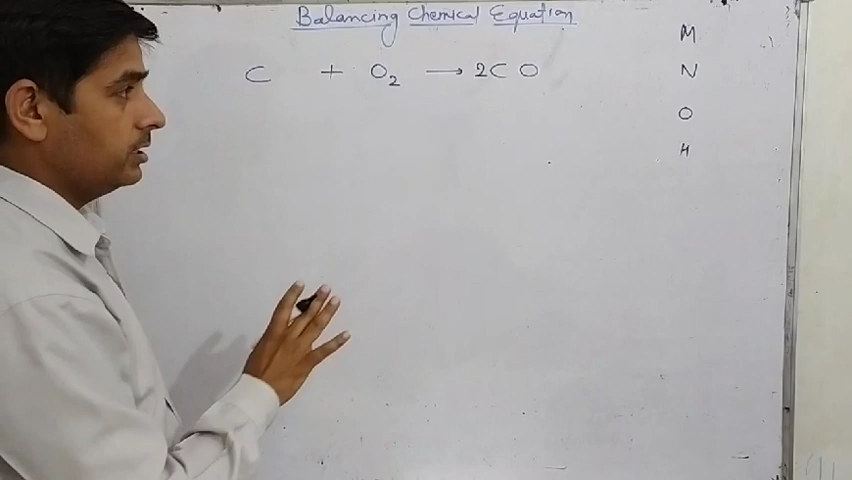 Balancing Chemical Equation
C + O₂ → 2CO
M
N
O
H